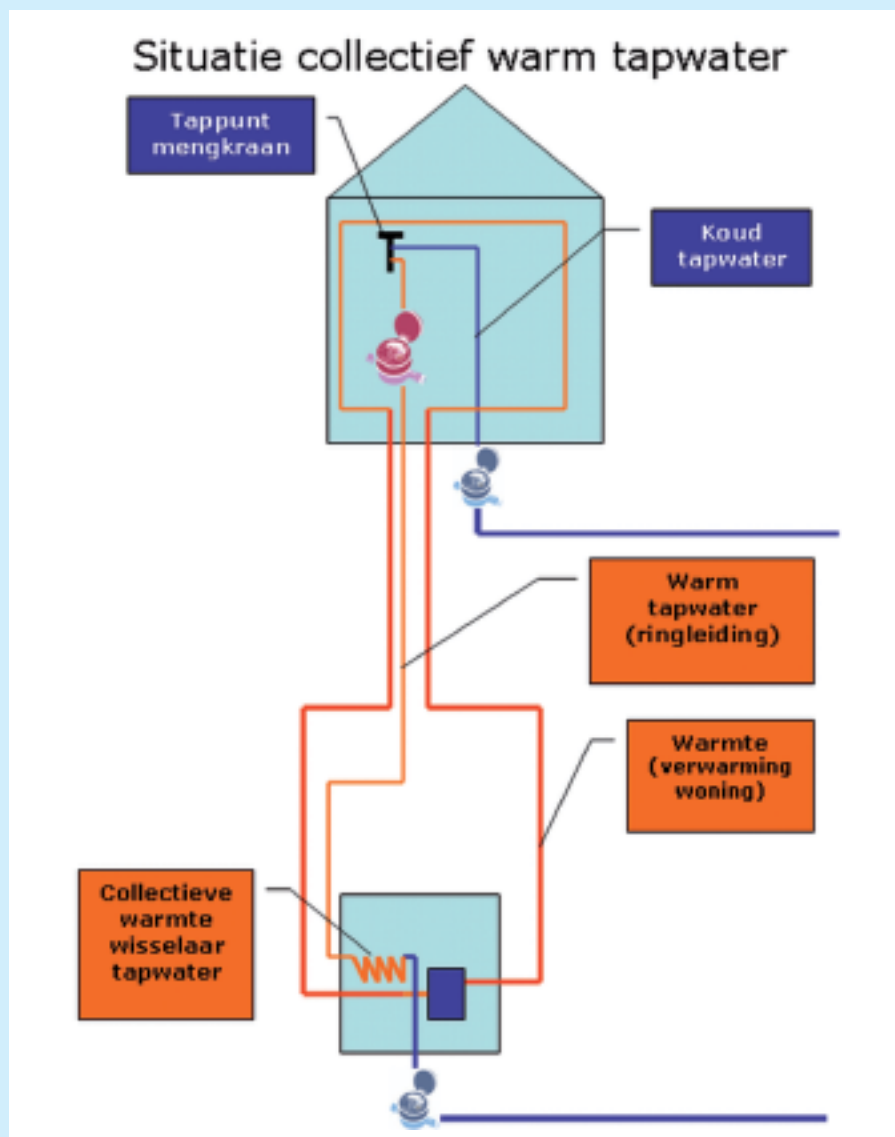 Situatie collectief warm tapwater
Tappunt
mengkraan
Koud
tapwater
Warm
tapwater
(ringleiding)
Warmte
(verwarming
woning)
Collectieve
warmte
wisselaar
tapwater